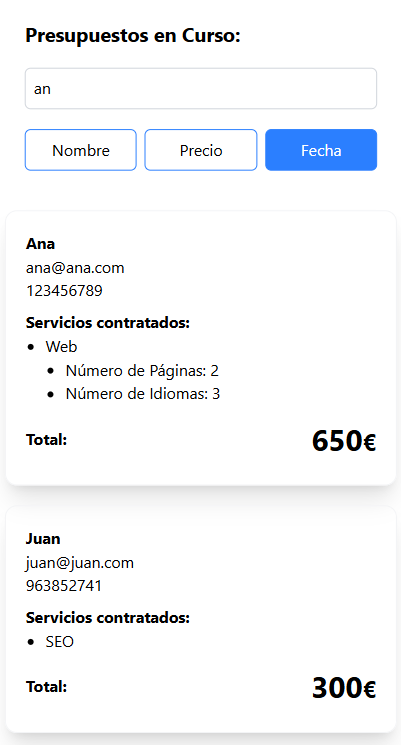 Presupuestos en Curso:
an
Nombre Precio Fecha
Ana
ana@ana.com
123456789
Servicios contratados:
• Web
• Número de Páginas: 2
• Número de Idiomas: 3
Total: 650€
Juan
juan@juan.com
963852741
Servicios contratados:
• SEO
Total: 300€